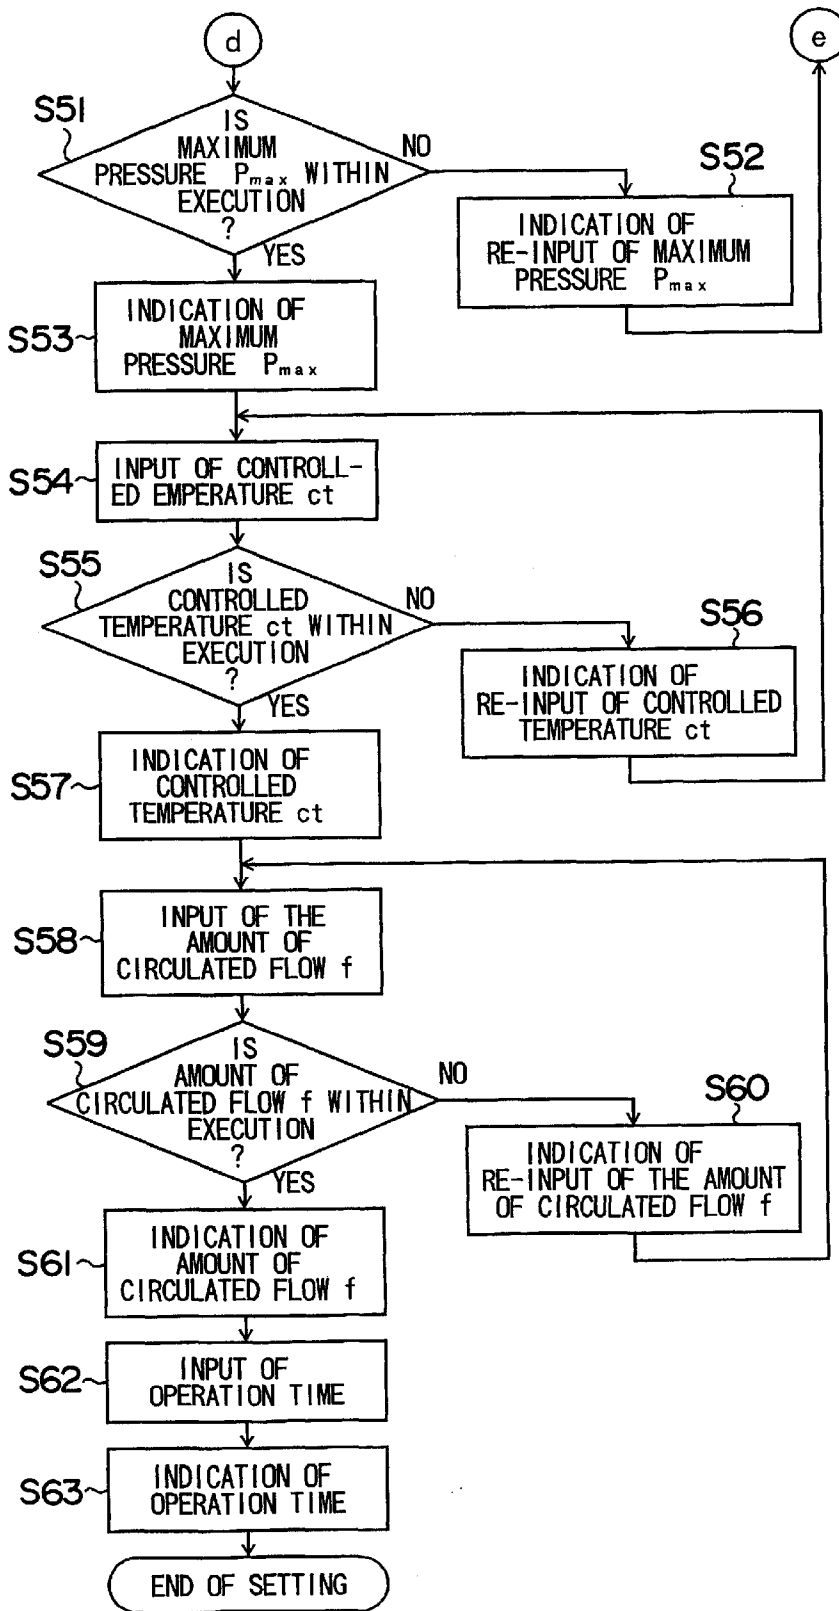 d
e
S51
IS
MAXIMUM
PRESSURE Pmax WITHIN
EXECUTION
?
NO
YES
S52
INDICATION OF
RE-INPUT OF MAXIMUM
PRESSURE Pmax
S53
INDICATION OF
MAXIMUM
PRESSURE Pmax
S54
INPUT OF CONTROLL-
ED EMPERATURE ct
S55
IS
CONTROLLED
TEMPERATURE ct WITHIN
EXECUTION
?
NO
YES
S56
INDICATION OF
RE-INPUT OF CONTROLLED
TEMPERATURE ct
S57
INDICATION OF
CONTROLLED
TEMPERATURE ct
S58
INPUT OF THE
AMOUNT OF
CIRCULATED FLOW f
S59
IS
AMOUNT OF
CIRCULATED FLOW f WITHIN
EXECUTION
?
NO
YES
S60
INDICATION OF
RE-INPUT OF THE AMOUNT
OF CIRCULATED FLOW f
S61
INDICATION OF
AMOUNT OF
CIRCULATED FLOW f
S62
INPUT OF
OPERATION TIME
S63
INDICATION OF
OPERATION TIME
END OF SETTING